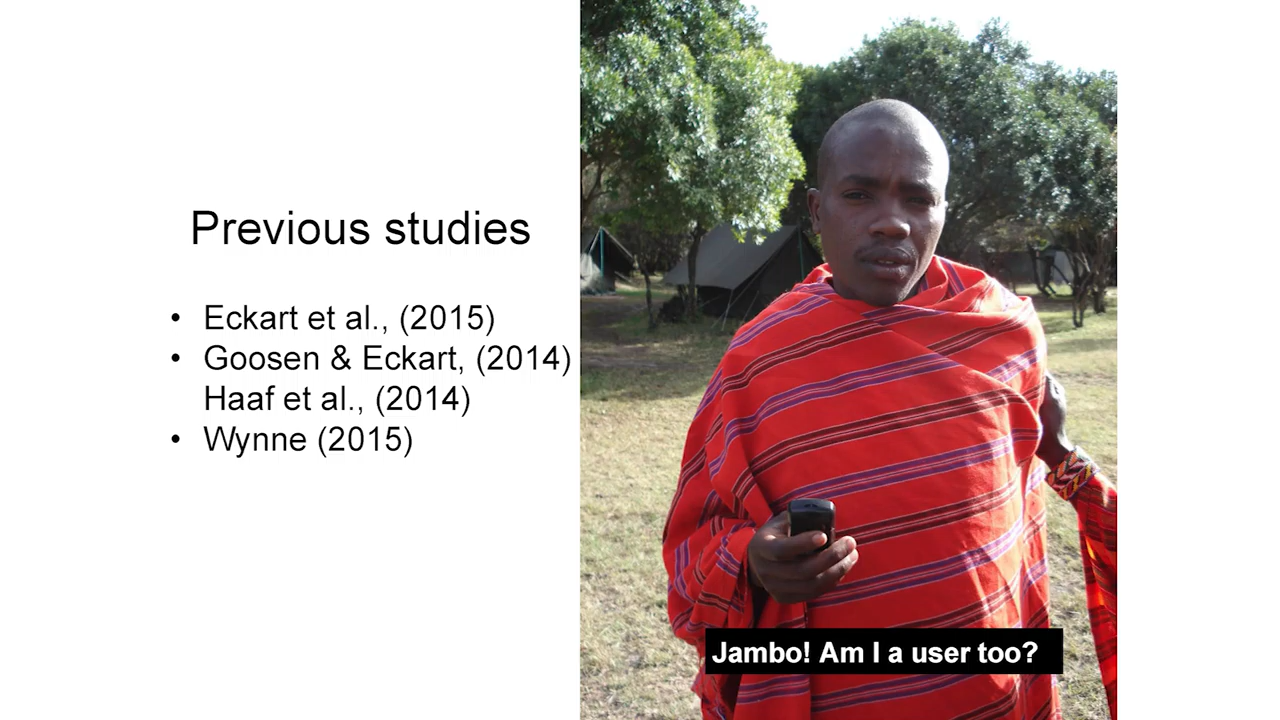 Previous studies
• Eckart et al., (2015)
• Goosen & Eckart, (2014)
Haaf et al., (2014)
• Wynne (2015)
Jambo! Am I a user too?